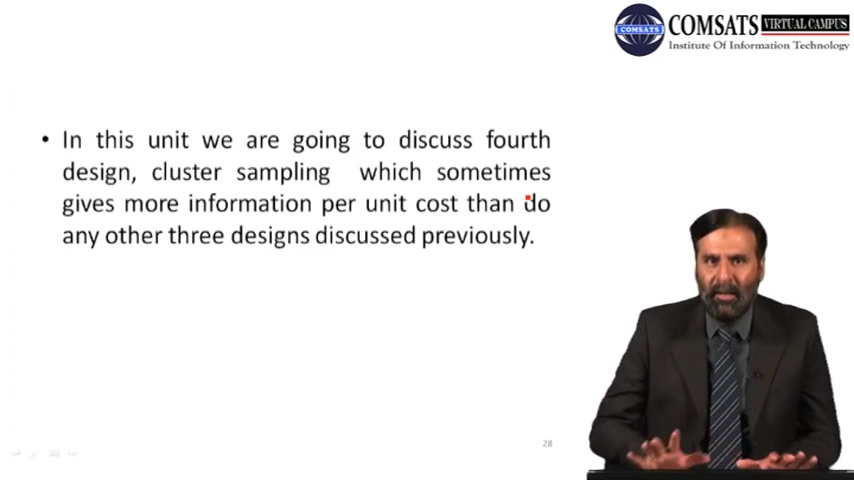 COMSATS VIRTUAL CAMPUS
COMSATS
Institute Of Information Technology
• In this unit we are going to discuss fourth
design, cluster sampling which sometimes
gives more information per unit cost than do
any other three designs discussed previously.
28